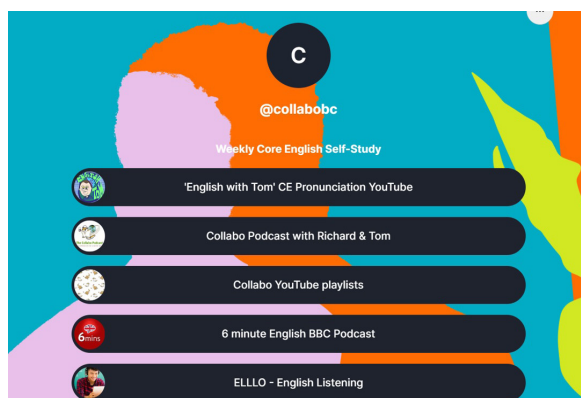 C
@collabobc
Weekly Core English Self-Study
'English with Tom' CE Pronunciation YouTube
Collabo Podcast with Richard & Tom
Collabo YouTube playlists
6mins
6 minute English BBC Podcast
ELLLO - English Listening